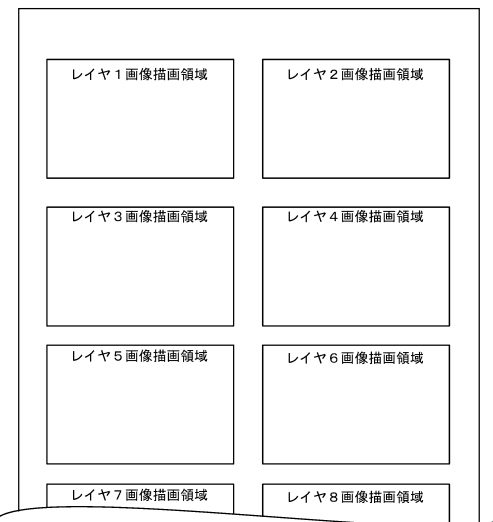 レイヤ１画像描画領域
レイヤ２画像描画領域
レイヤ３画像描画領域
レイヤ４画像描画領域
レイヤ５画像描画領域
レイヤ６画像描画領域
レイヤ７画像描画領域
レイヤ８画像描画領域